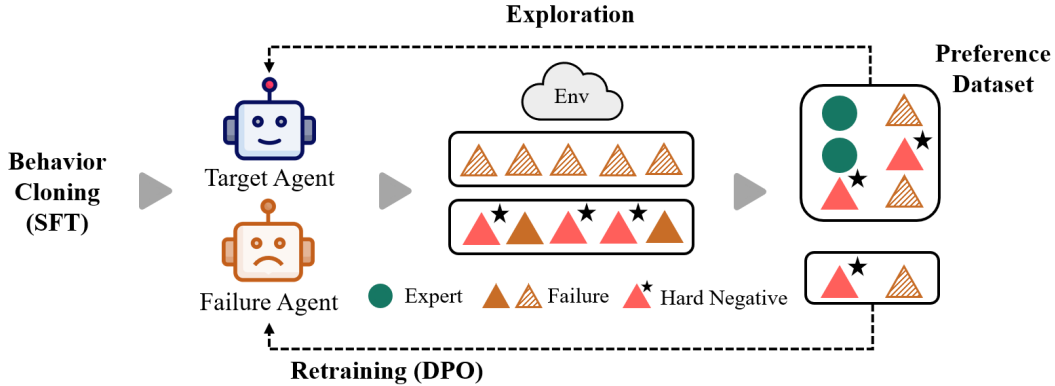 Exploration
Preference
Dataset
Env
Behavior
Cloning
(SFT)
Target Agent
Failure Agent
Expert
Failure
Hard Negative
Retraining (DPO)